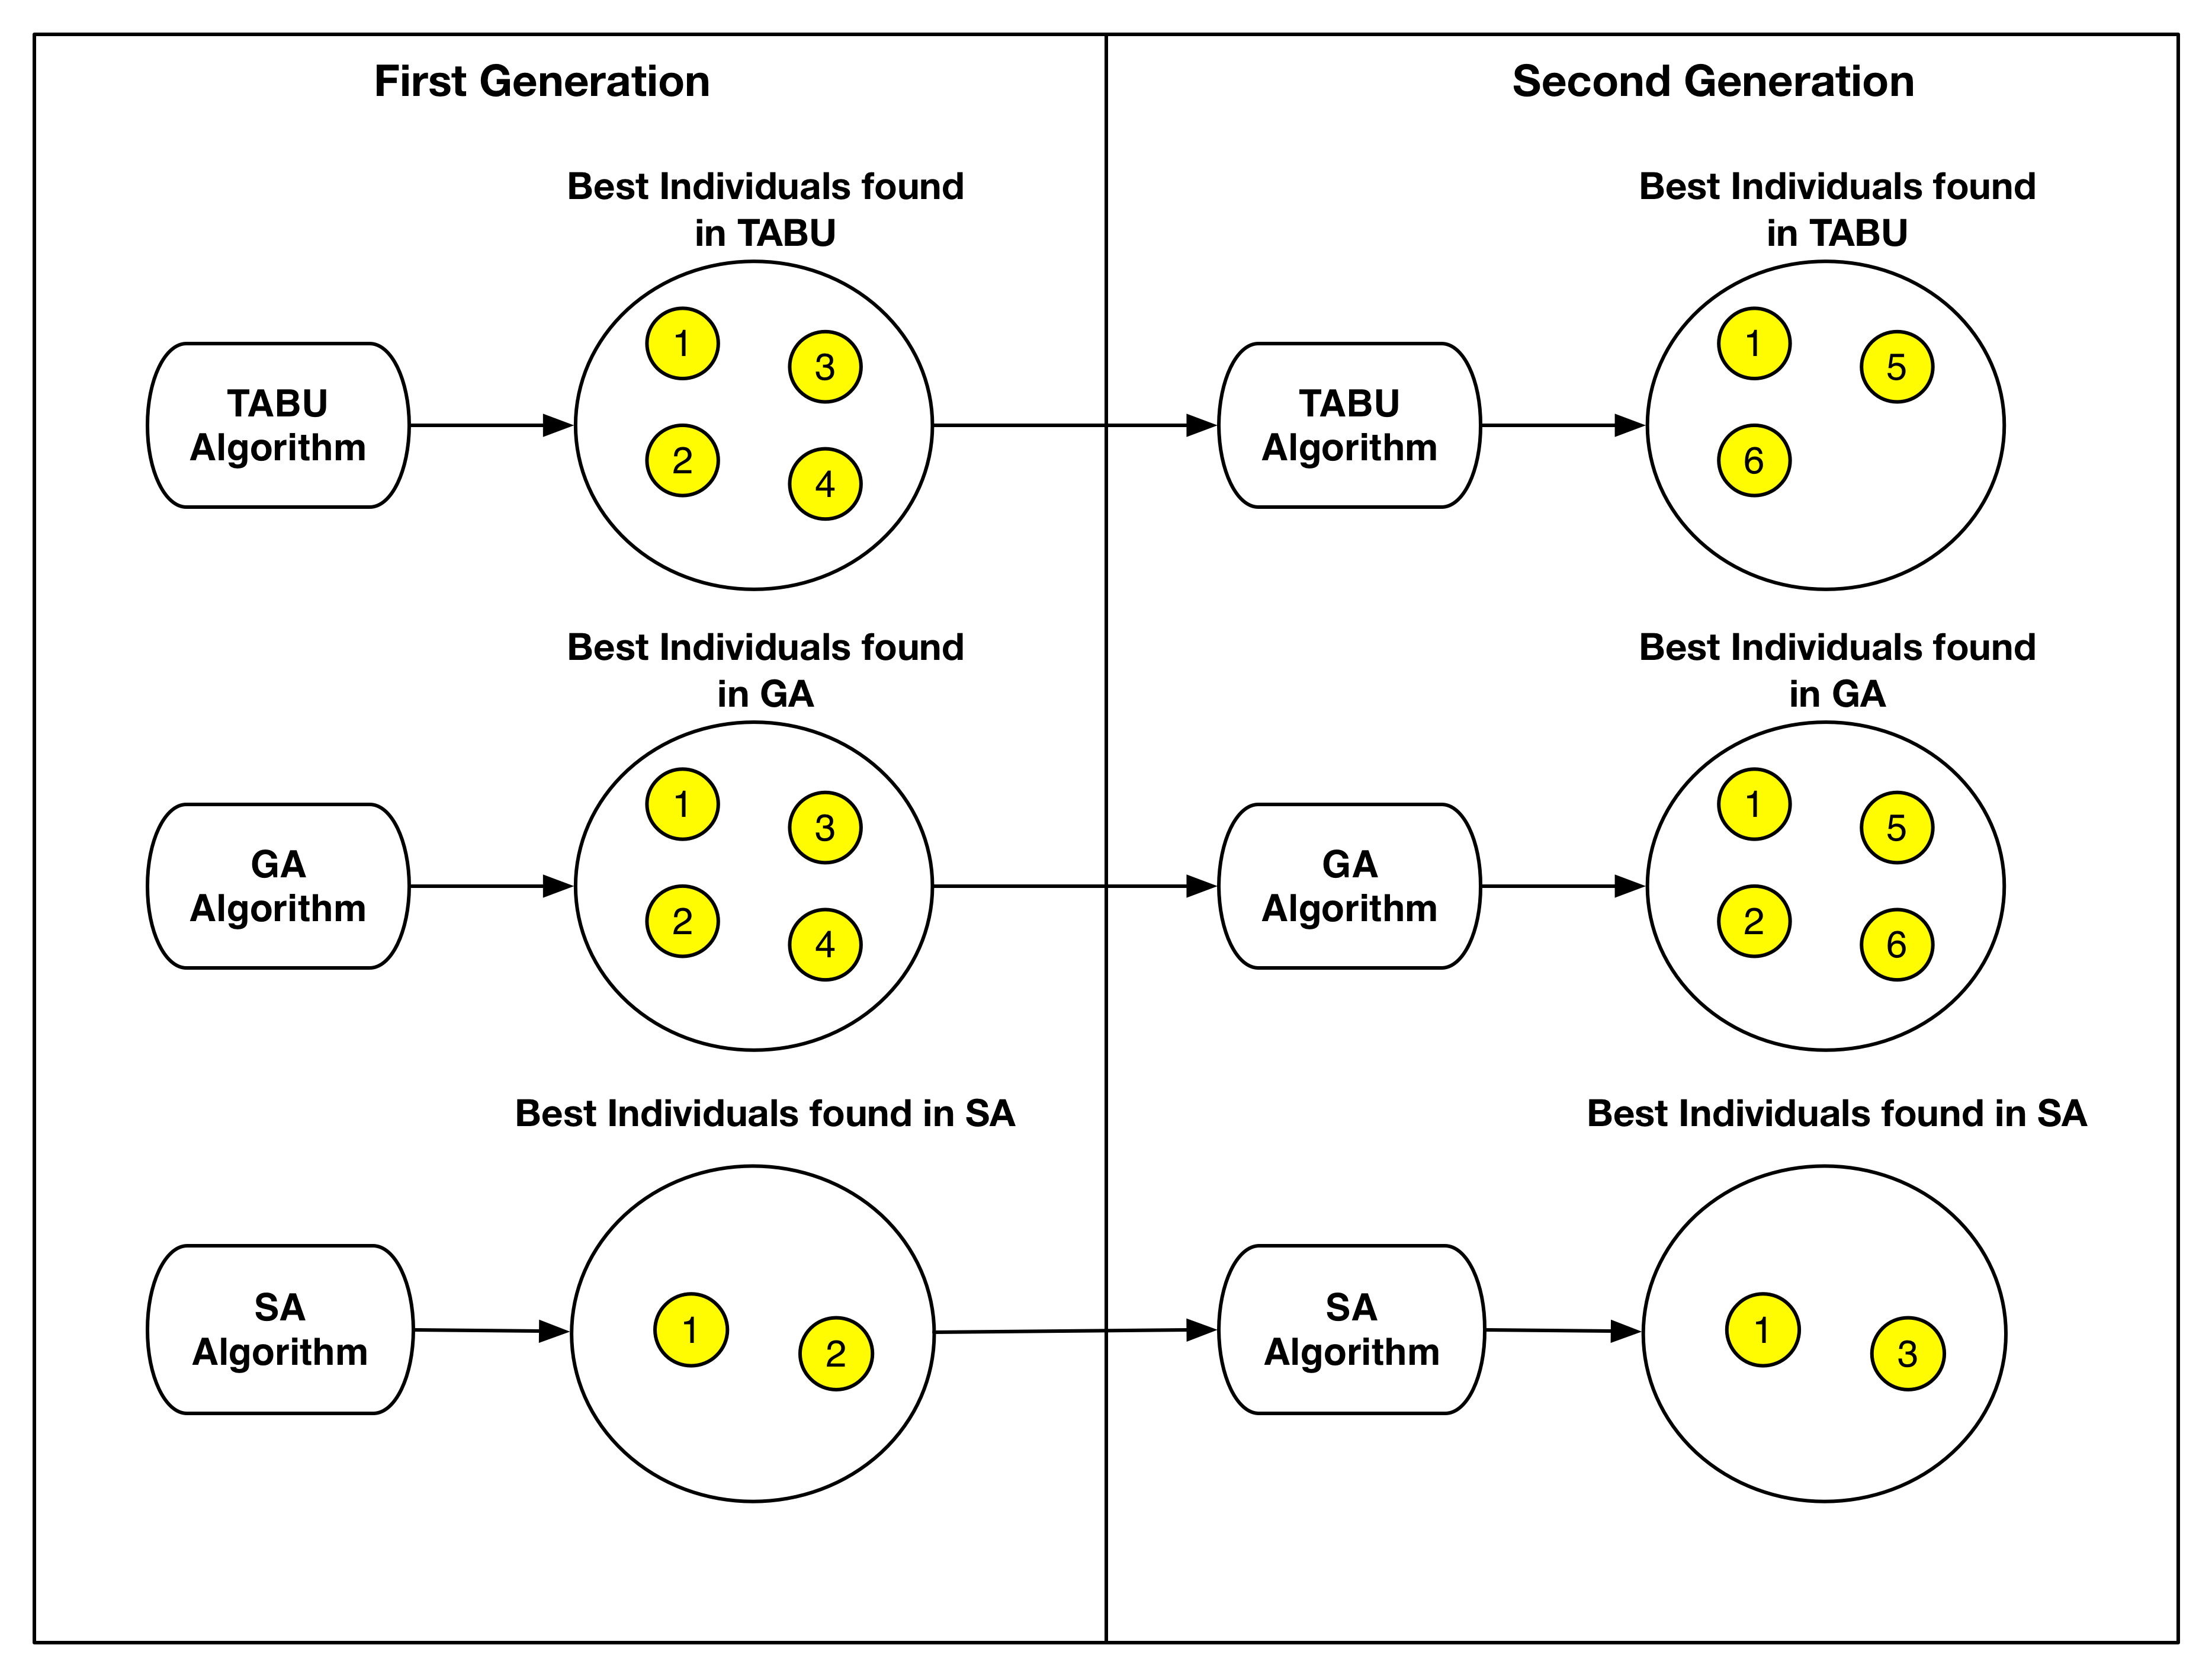 First Generation
Best Individuals found
in TABU
TABU
Algorithm
1
3
2
4
Best Individuals found
in GA
GA
Algorithm
1
3
2
4
Best Individuals found in SA
SA
Algorithm
1
2
Second Generation
Best Individuals found
in TABU
TABU
Algorithm
1
5
6
Best Individuals found
in GA
GA
Algorithm
1
5
2
6
Best Individuals found in SA
SA
Algorithm
1
3